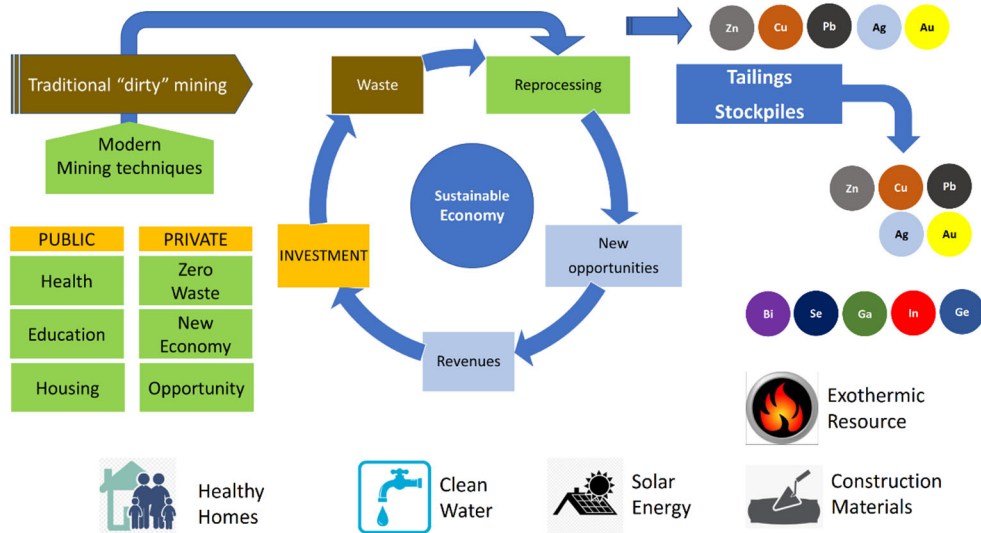 Zn Cu Pb Ag Au
Traditional “dirty” mining
Waste
Reprocessing
Tailings
Stockpiles
Modern
Mining techniques
Zn Cu Pb
Ag Au
Sustainable
Economy
PUBLIC PRIVATE
Health
Zero
Waste
Education
New
Economy
Housing
Opportunity
INVESTMENT
New
opportunities
Revenues
Bi Se Ga In Ge
Exothermic
Resource
Healthy
Homes
Clean
Water
Solar
Energy
Construction
Materials